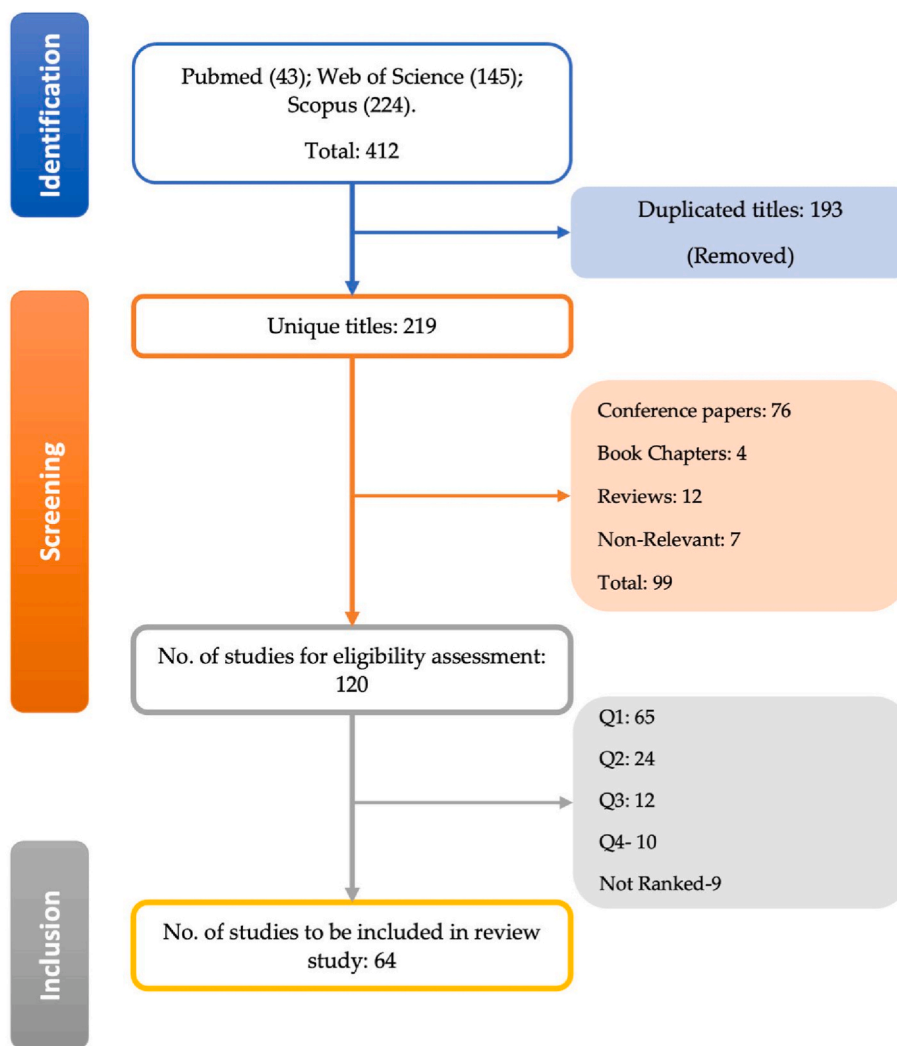 Identification
Pubmed (43); Web of Science (145);
Scopus (224).
Total: 412
Duplicated titles: 193
(Removed)
Screening
Unique titles: 219
Conference papers: 76
Book Chapters: 4
Reviews: 12
Non-Relevant: 7
Total: 99
No. of studies for eligibility assessment:
120
Q1: 65
Q2: 24
Q3: 12
Q4- 10
Not Ranked-9
Inclusion
No. of studies to be included in review
study: 64